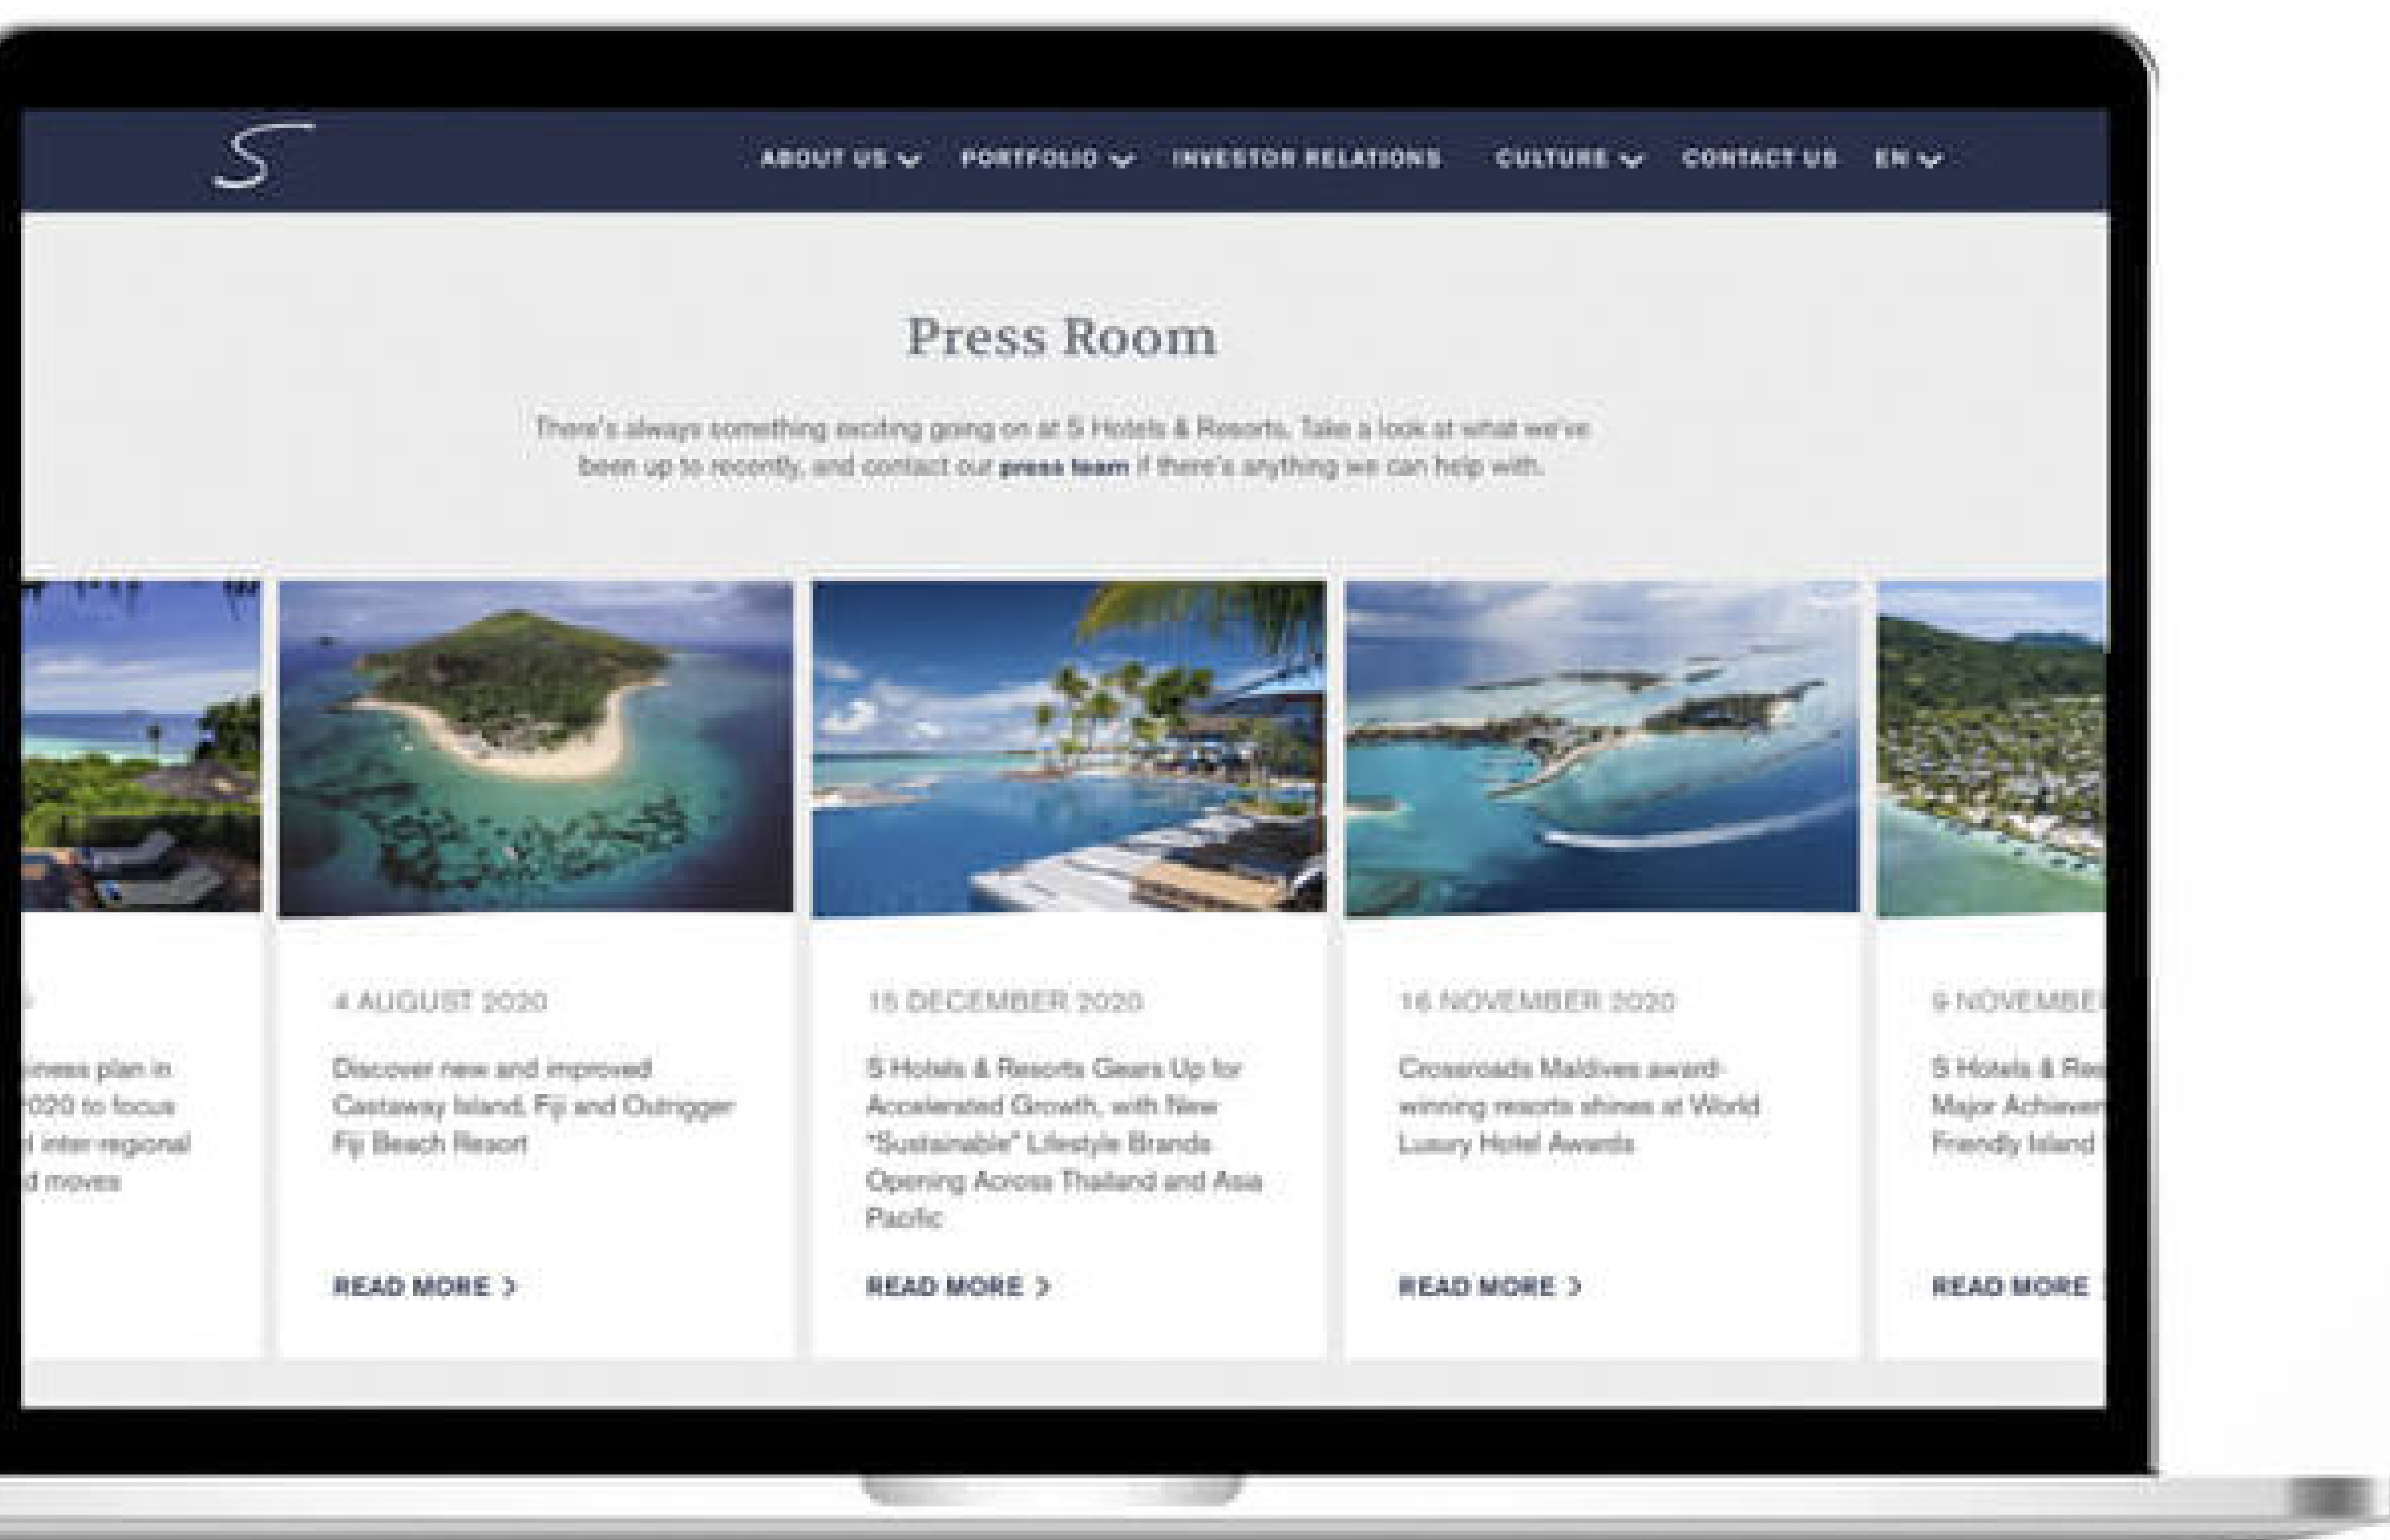 S
ABOUT US PORTFOLIO INVESTOR RELATIONS CULTURE CONTACT US EN
Press Room
There's always something exciting going on at S Hotels & Resorts. Take a look at what we've
been up to recently, and contact our press team if there's anything we can help with.
iness plan in
2020 to focus
d inter-regional
d moves
4 AUGUST 2020
Discover new and improved
Castaway Island, Fiji and Outrigger
Fiji Beach Resort
READ MORE >
15 DECEMBER 2020
S Hotels & Resorts Gears Up for
Accelerated Growth, with New
"Sustainable" Lifestyle Brands
Opening Across Thailand and Asia
Pacific
READ MORE >
16 NOVEMBER 2020
Crossroads Maldives award-
winning resorts shines at World
Luxury Hotel Awards
READ MORE >
9 NOVEMBE
S Hotels & Res
Major Achieve
Friendly Island
READ MORE